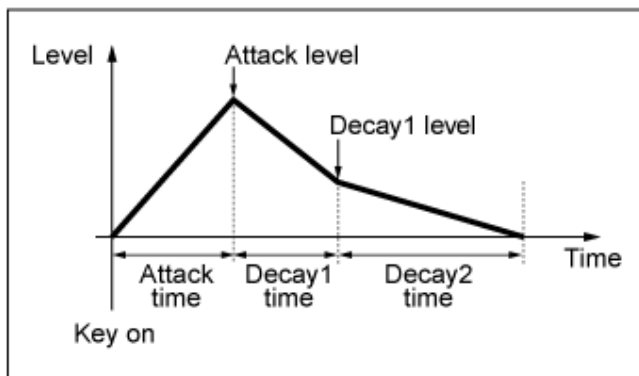 Level
Attack level
Decay1 level
Time
Attack
time
Decay1
time
Decay2
time
Key on